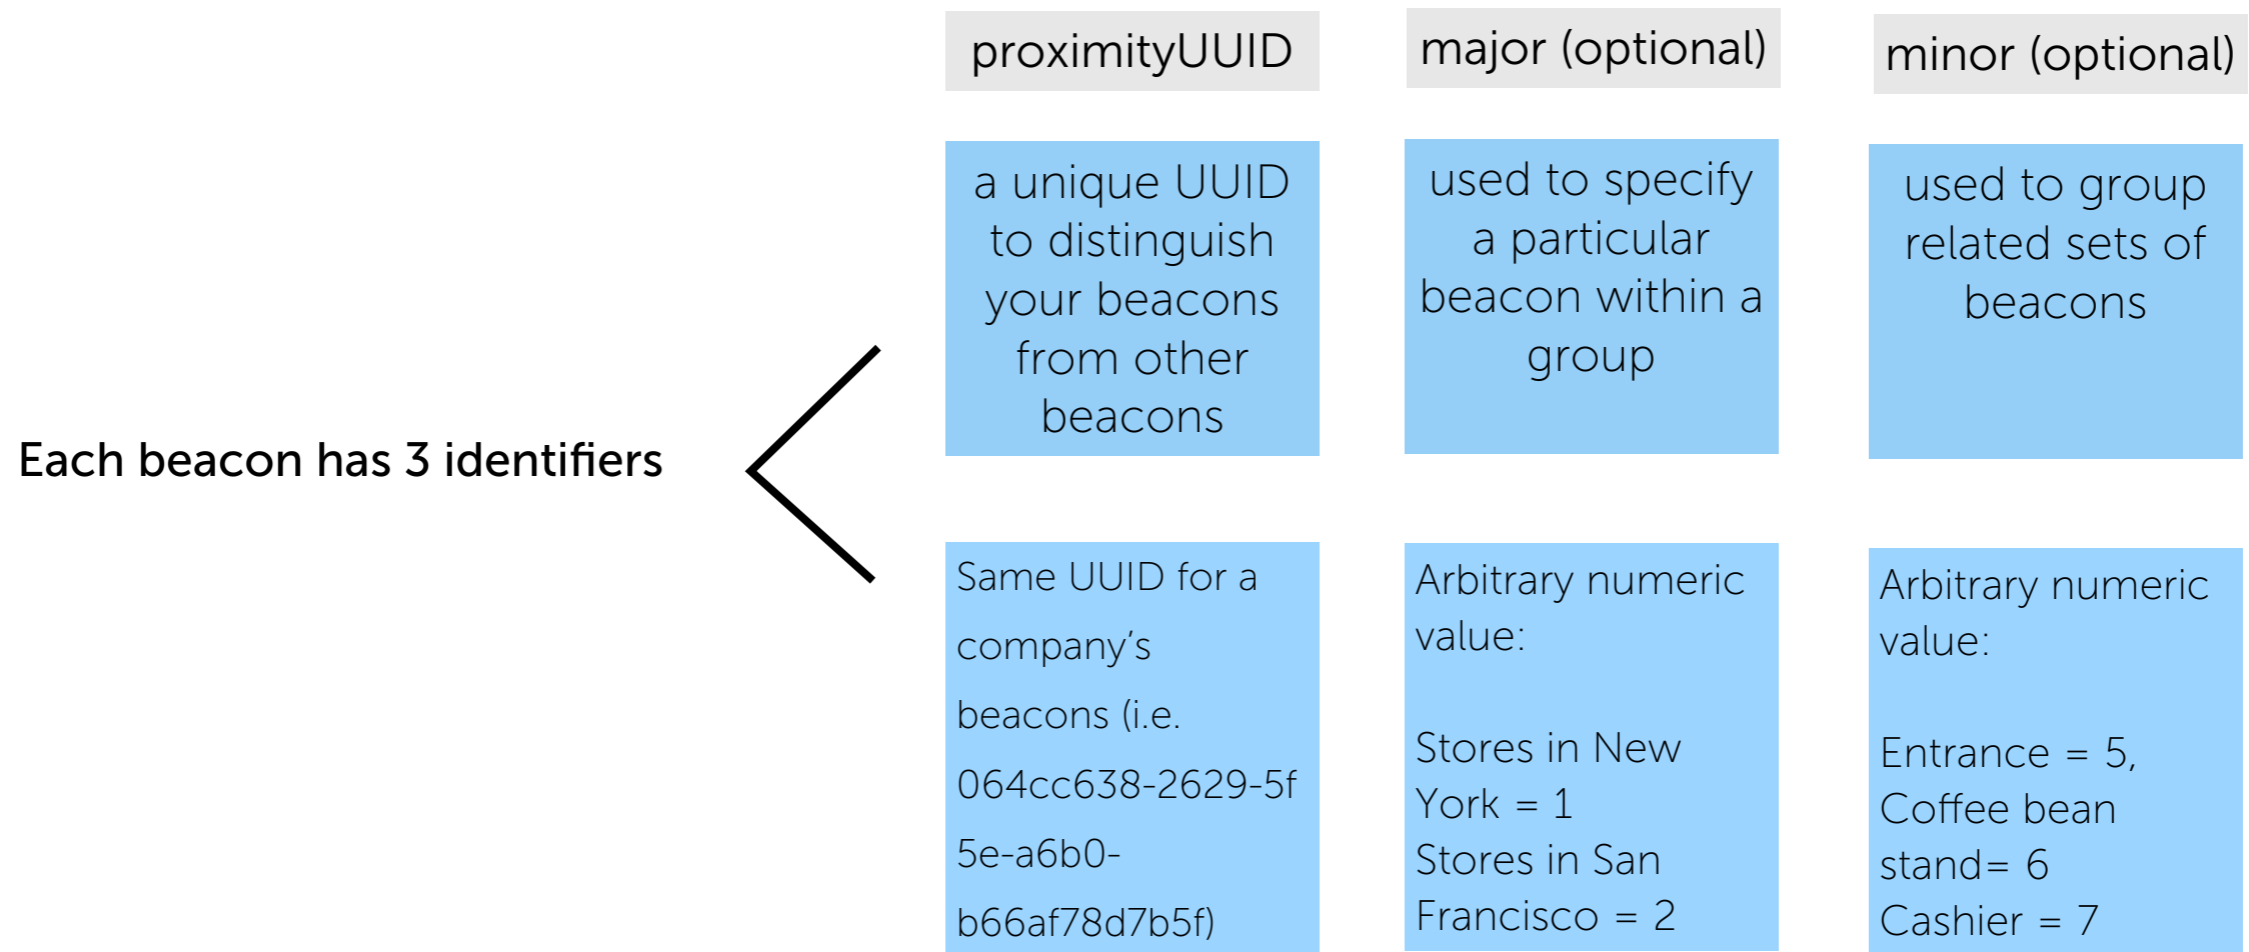 Each beacon has 3 identifiers
proximityUUID
a unique UUID
to distinguish
your beacons
from other
beacons
Same UUID for a
company’s
beacons (i.e.
064cc638-2629-5f
5e-a6b0-
b66af78d7b5f)
major (optional)
used to specify
a particular
beacon within a
group
Arbitrary numeric
value:
Stores in New
York = 1
Stores in San
Francisco = 2
minor (optional)
used to group
related sets of
beacons
Arbitrary numeric
value:
Entrance = 5,
Coffee bean
stand= 6
Cashier = 7